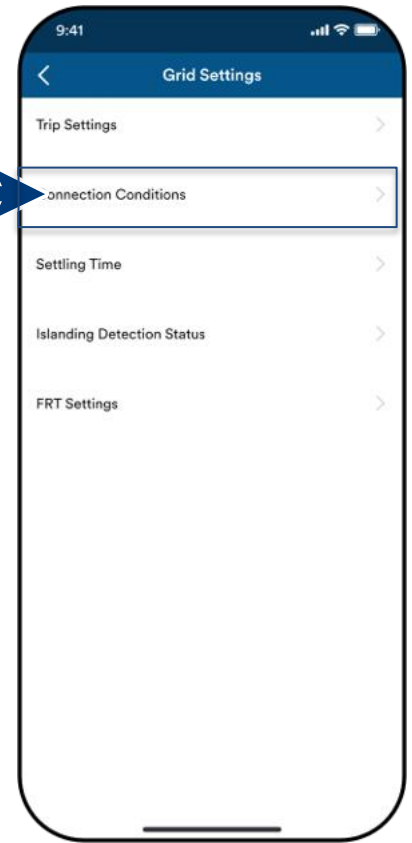 9:41
Grid Settings
Trip Settings
onnection Conditions
Settling Time
Islanding Detection Status
FRT Settings